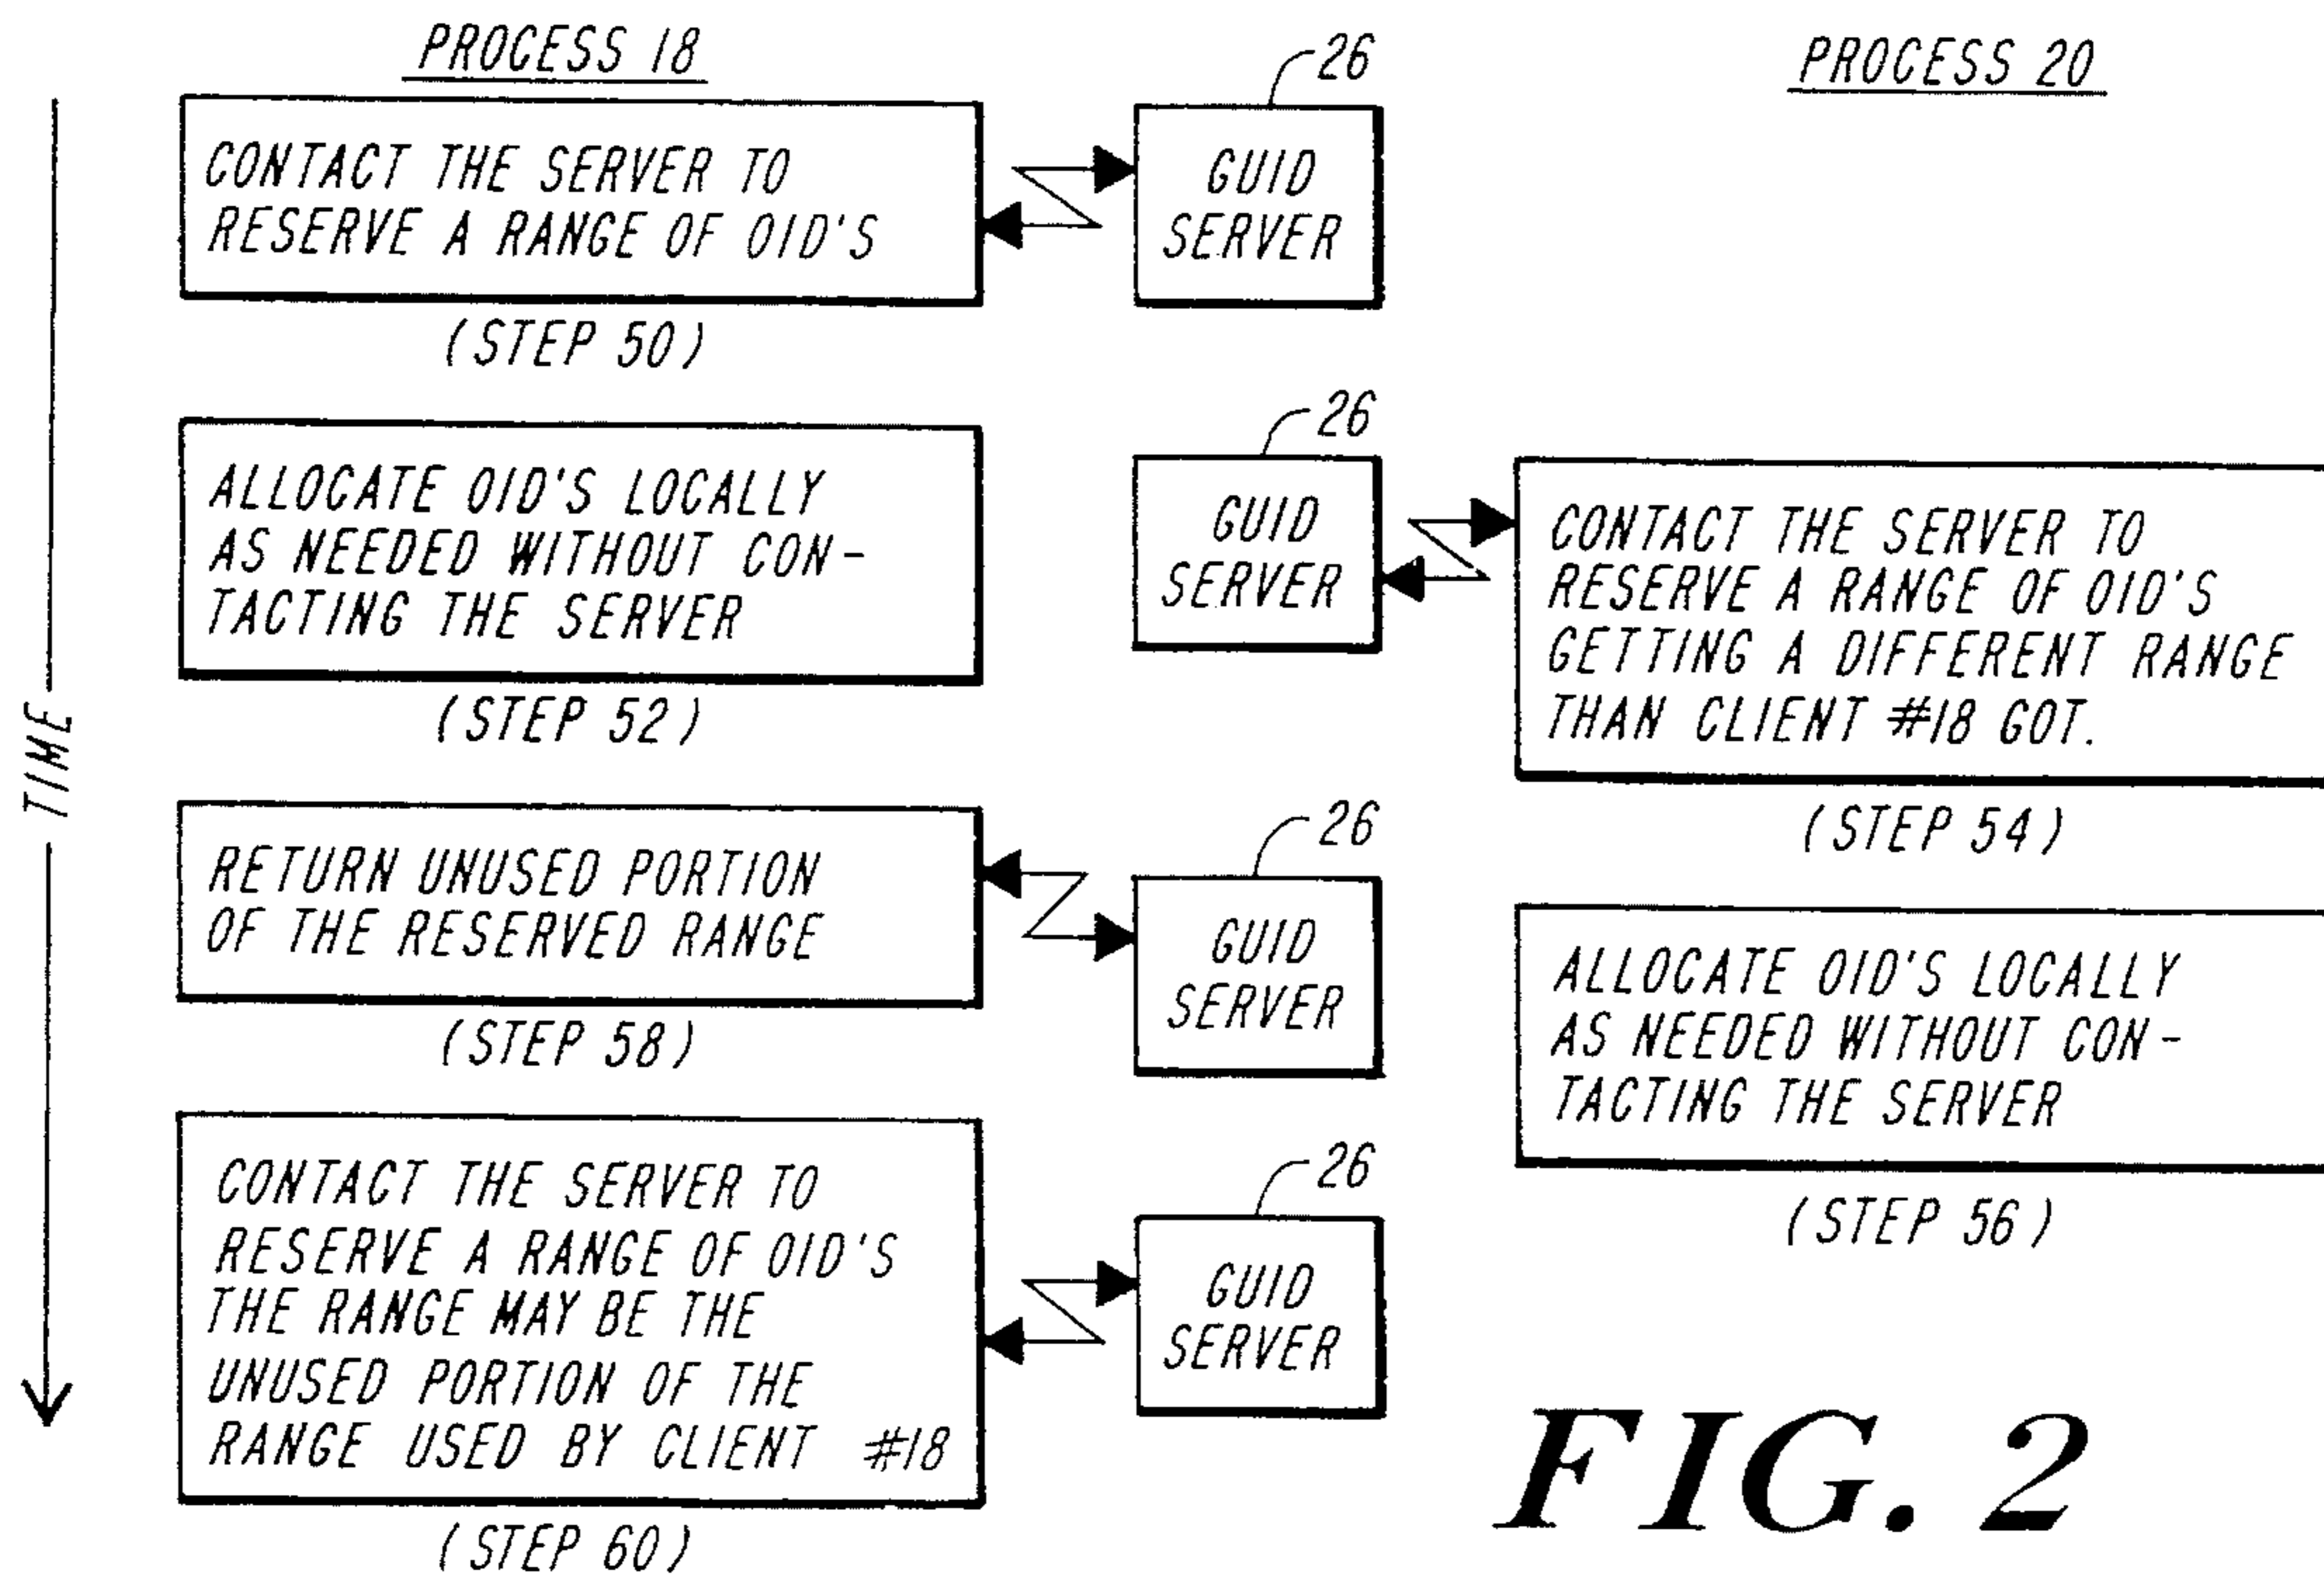 PROCESS 18
26
PROCESS 20
CONTACT THE SERVER TO
RESERVE A RANGE OF OID'S
GUID
SERVER
(STEP 50)
26
ALLOCATE OID'S LOCALLY
AS NEEDED WITHOUT CON-
TACTING THE SERVER
GUID
SERVER
CONTACT THE SERVER TO
RESERVE A RANGE OF OID'S
GETTING A DIFFERENT RANGE
THAN CLIENT #18 GOT.
(STEP 52)
TIME
(STEP 54)
26
RETURN UNUSED PORTION
OF THE RESERVED RANGE
GUID
SERVER
(STEP 58)
ALLOCATE OID'S LOCALLY
AS NEEDED WITHOUT CON-
TACTING THE SERVER
(STEP 56)
26
CONTACT THE SERVER TO
RESERVE A RANGE OF OID'S
THE RANGE MAY BE THE
UNUSED PORTION OF THE
RANGE USED BY CLIENT #18
GUID
SERVER
(STEP 60)
FIG. 2